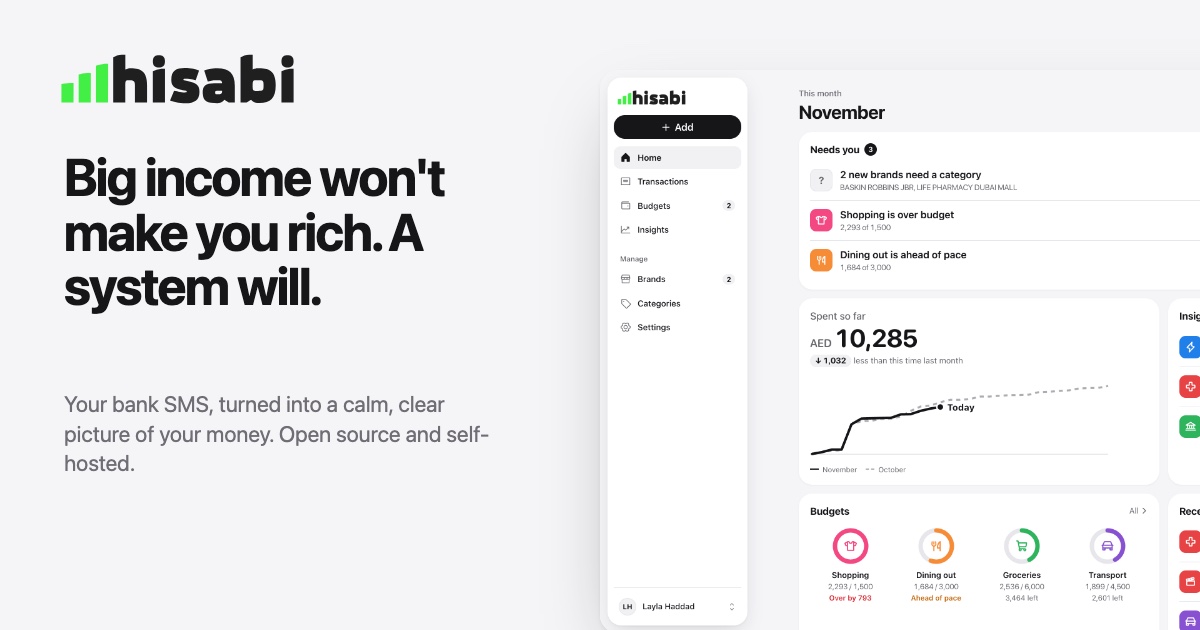 hisabi
Big income won't
make you rich. A
system will.
Your bank SMS, turned into a calm, clear
picture of your money. Open source and self-
hosted.
hisabi
+ Add
Home
Transactions
Budgets 2
Insights
Manage
Brands 2
Categories
Settings
LH Layla Haddad
This month
November
Needs you 3
? 2 new brands need a category
BASKIN ROBBINS JBR, LIFE PHARMACY DUBAI MALL
Shopping is over budget
2,293 of 1,500
Dining out is ahead of pace
1,684 of 3,000
Spent so far
AED 10,285
↓ 1,032 less than this time last month
Today
November October
Insig
Budgets All
Shopping Dining out Groceries Transport
2,293 / 1,500 1,684 / 3,000 2,536 / 6,000 1,899 / 4,500
Over by 793 Ahead of pace 3,464 left 2,601 left
Rece